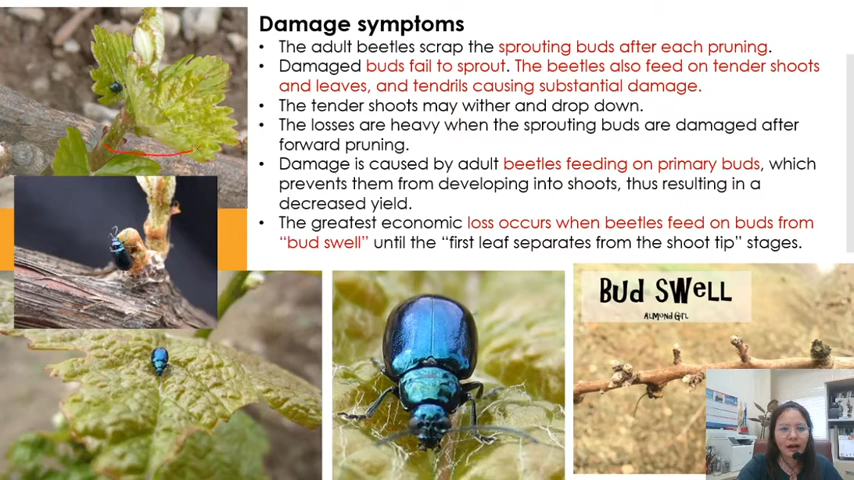 Damage symptoms
• The adult beetles scrap the sprouting buds after each pruning.
• Damaged buds fail to sprout. The beetles also feed on tender shoots
and leaves, and tendrils causing substantial damage.
• The tender shoots may wither and drop down.
• The losses are heavy when the sprouting buds are damaged after
forward pruning.
• Damage is caused by adult beetles feeding on primary buds, which
prevents them from developing into shoots, thus resulting in a
decreased yield.
• The greatest economic loss occurs when beetles feed on buds from
“bud swell” until the “first leaf separates from the shoot tip” stages.
Bud Swell
Almond Girl